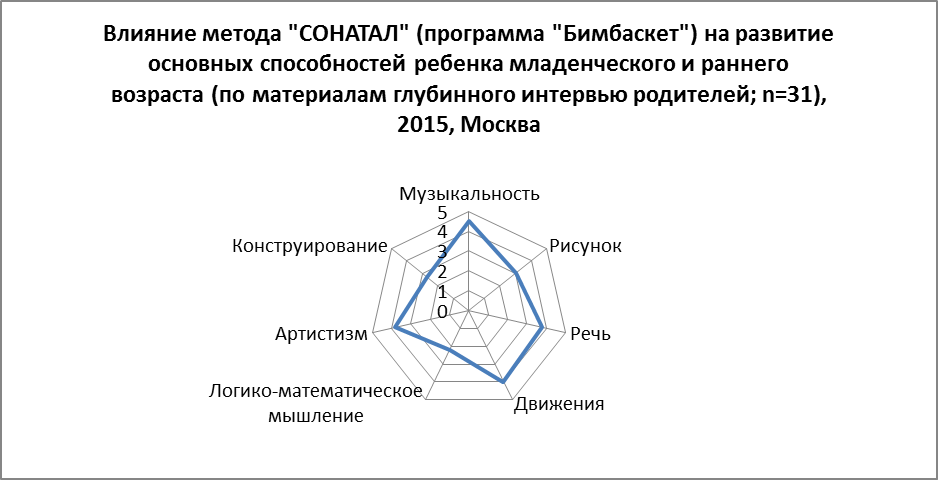 Влияние метода "СОНАТАЛ" (программа "Бимбаскет") на развитие
основных способностей ребенка младенческого и раннего
возраста (по материалам глубинного интервью родителей; n=31),
2015, Москва
Музыкальность
5
Конструирование
4
Рисунок
3
2
1
0
Артистизм
Речь
Логико-математическое
мышление
Движения